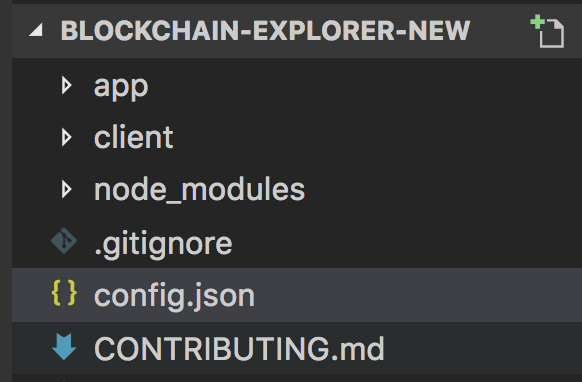 BLOCKCHAIN-EXPLORER-NEW
app
client
node_modules
.gitignore
config.json
CONTRIBUTING.md